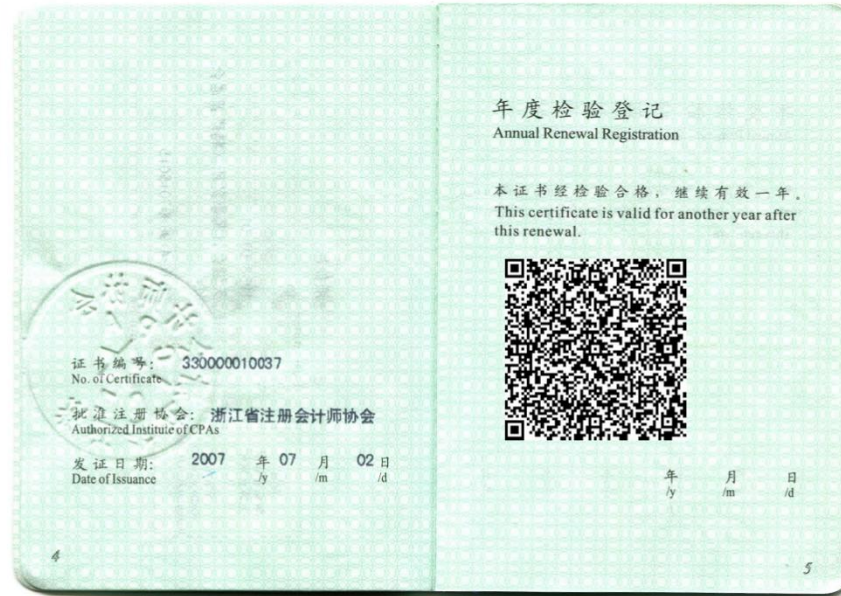 证书编号: 330000010037
No. of Certificate
批准注册协会: 浙江省注册会计师协会
Authorized Institute of CPAs
发证日期: 2007 年 07 月 02 日
Date of Issuance /y /m /d
4
年度检验登记
Annual Renewal Registration
本证书经检验合格，继续有效一年。
This certificate is valid for another year after
this renewal.
年 月 日
/y /m /d
5